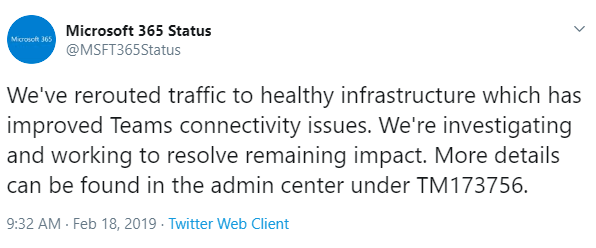 Microsoft 365
Microsoft 365 Status
@MSFT365Status
We've rerouted traffic to healthy infrastructure which has
improved Teams connectivity issues. We're investigating
and working to resolve remaining impact. More details
can be found in the admin center under TM173756.
9:32 AM · Feb 18, 2019 · Twitter Web Client